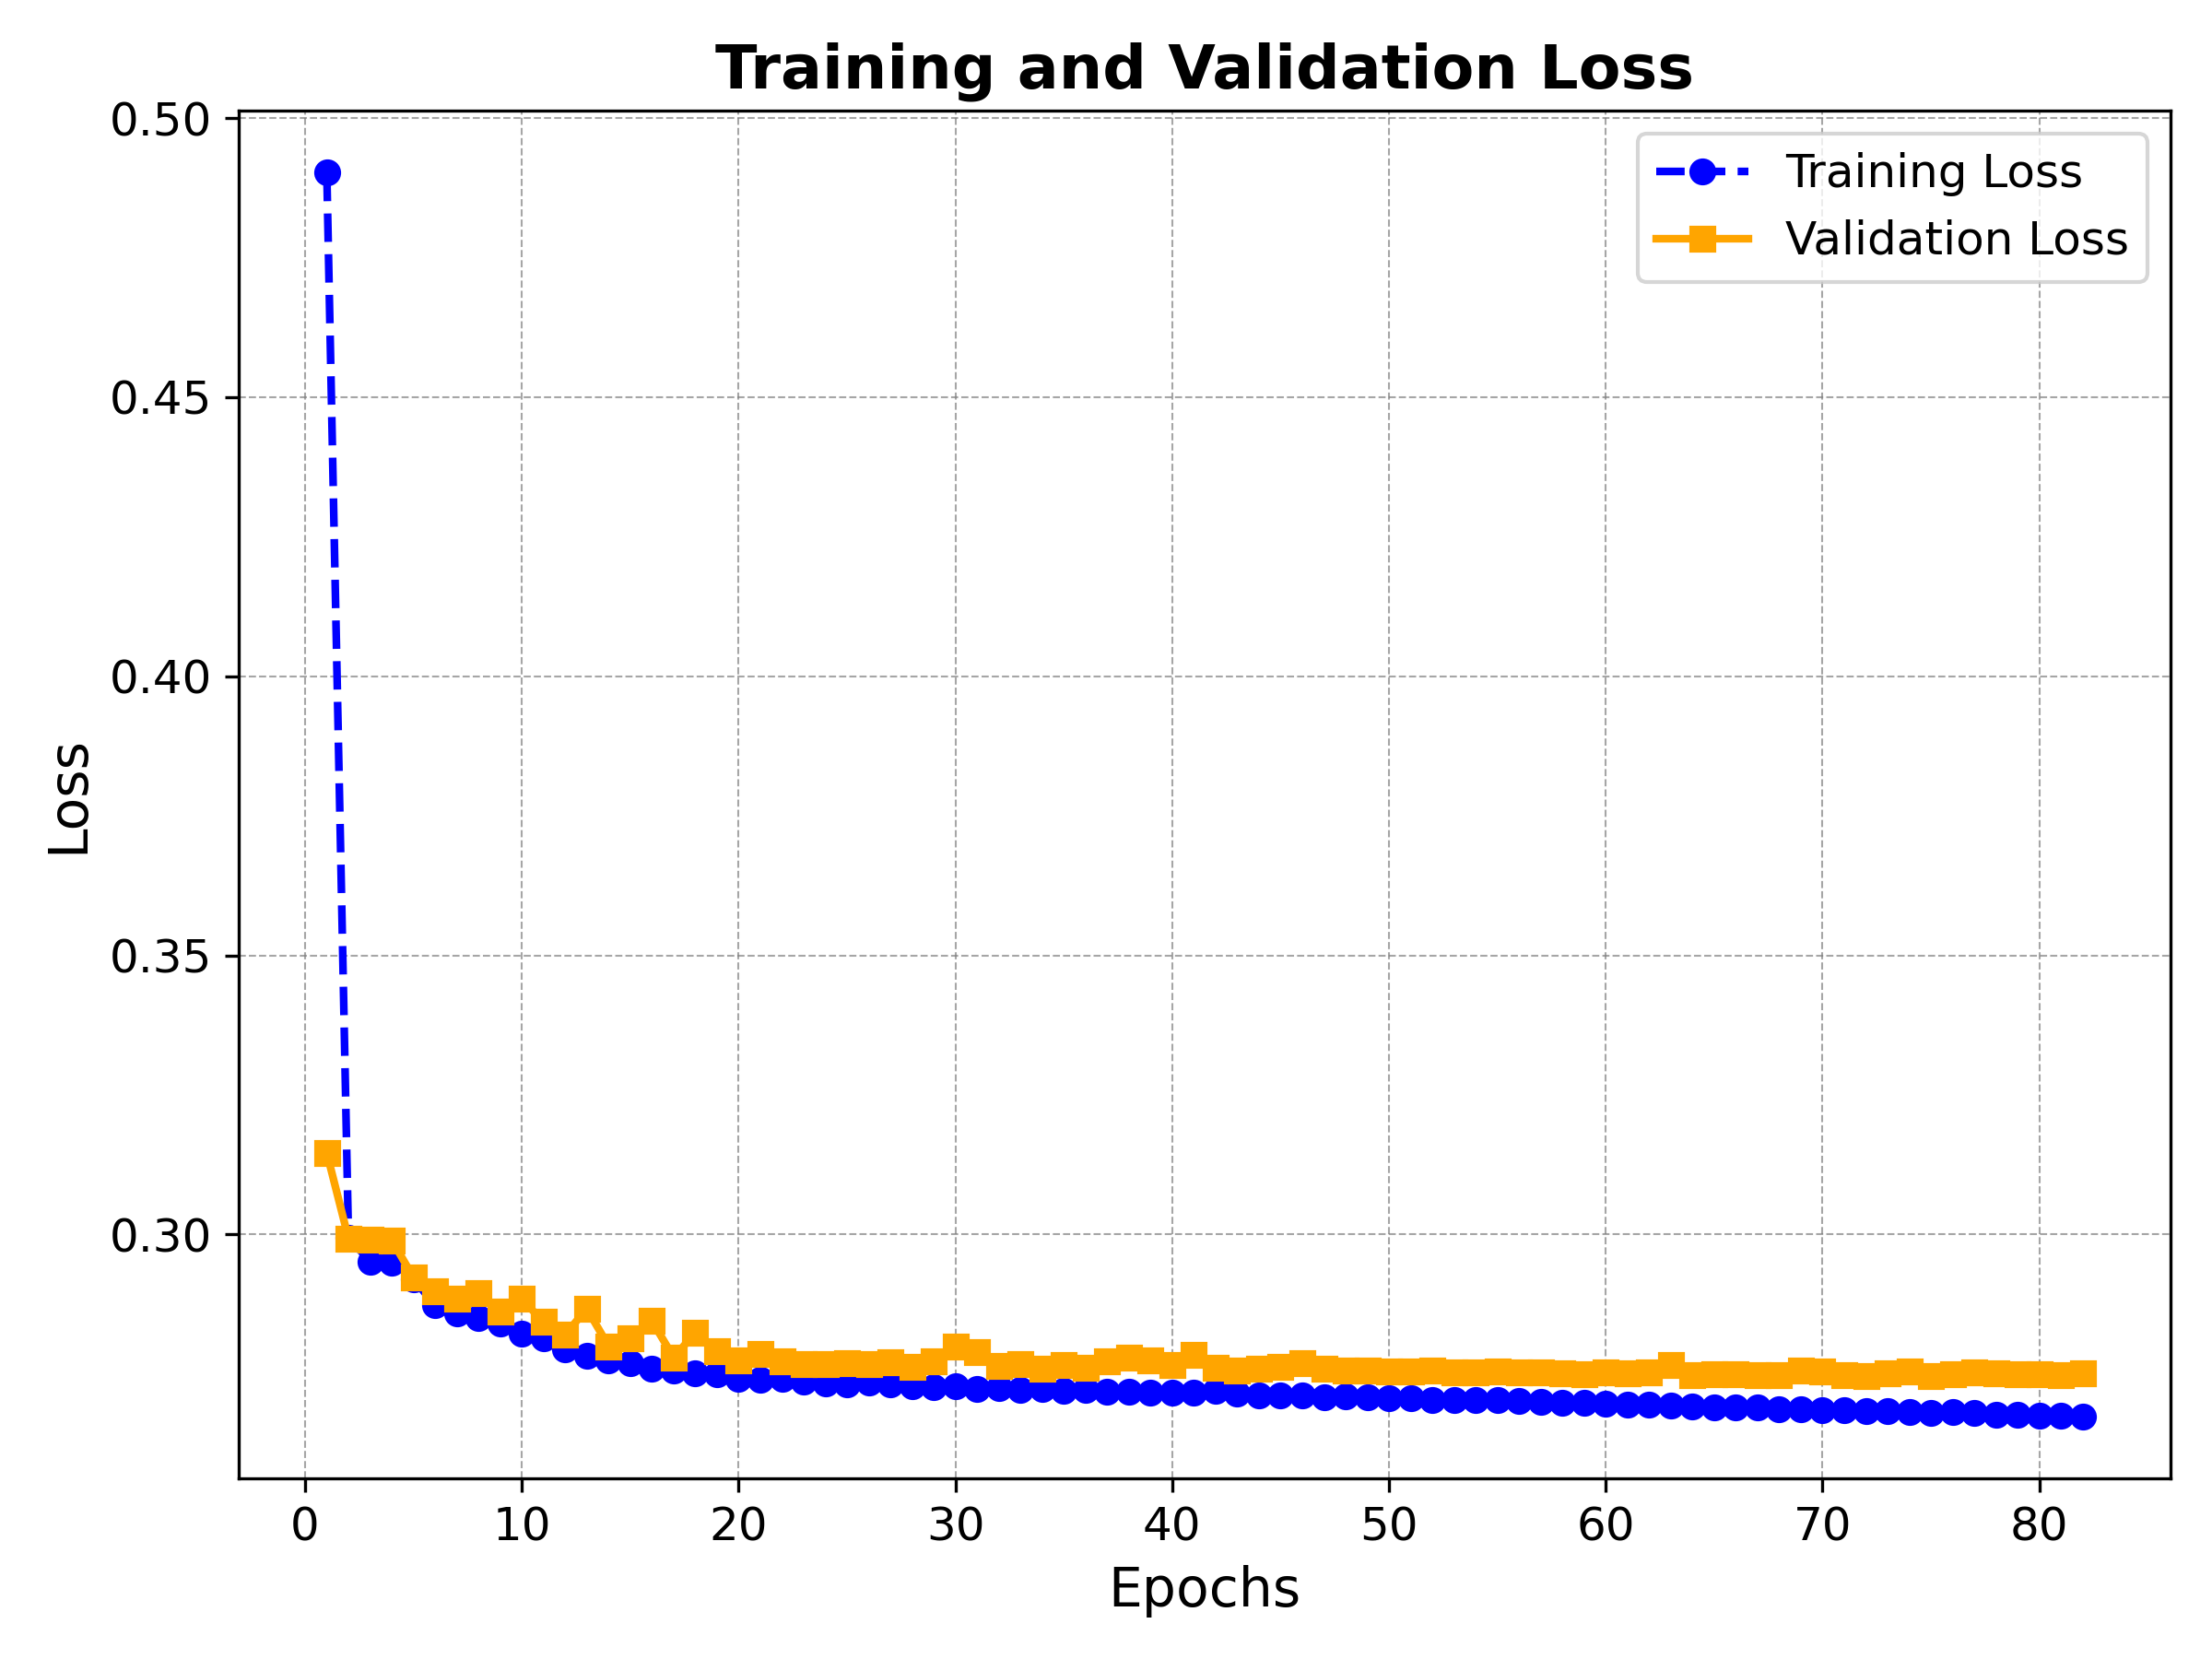 Training and Validation Loss
Training Loss
Validation Loss
0.50
0.45
0.40
0.35
0.30
Loss
0 10 20 30 40 50 60 70 80
Epochs